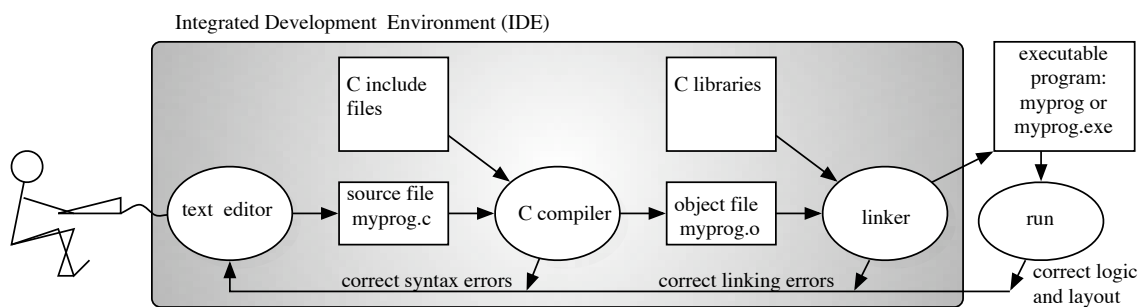 Integrated Development Environment (IDE)
C include
files
C libraries
executable
program:
myprog or
myprog.exe
text editor
source file
myprog.c
C compiler
object file
myprog.o
linker
run
correct syntax errors
correct linking errors
correct logic
and layout